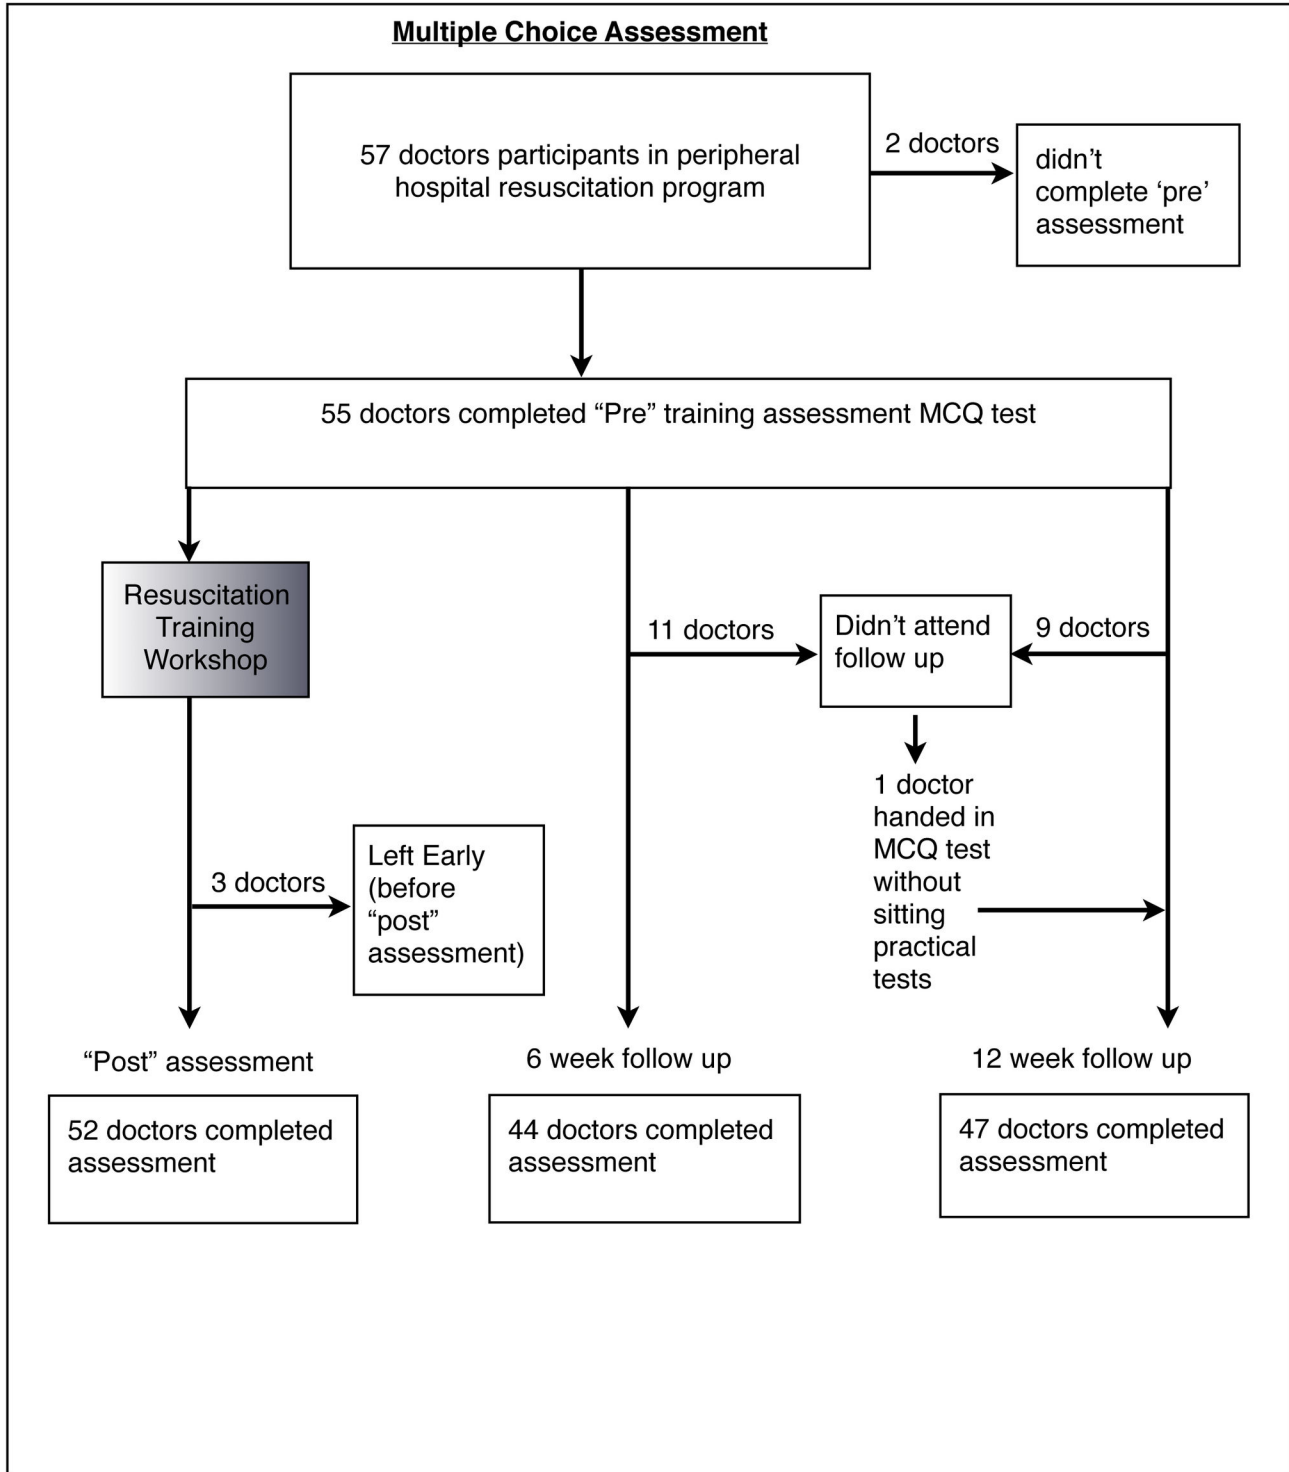 Multiple Choice Assessment
57 doctors participants in peripheral
hospital resuscitation program
2 doctors
didn’t
complete ‘pre’
assessment
55 doctors completed “Pre” training assessment MCQ test
Resuscitation
Training
Workshop
11 doctors
Didn’t attend
follow up
9 doctors
1 doctor
handed in
MCQ test
without
sitting
practical
tests
3 doctors
Left Early
(before
“post”
assessment)
“Post” assessment
52 doctors completed
assessment
6 week follow up
44 doctors completed
assessment
12 week follow up
47 doctors completed
assessment